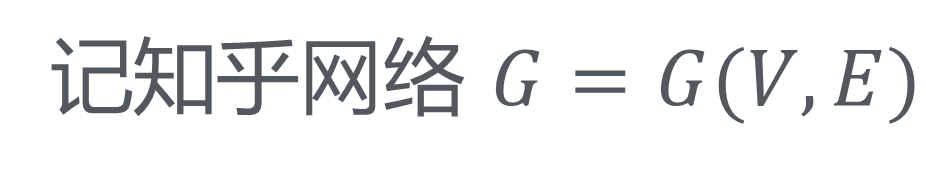 记知乎网络 G = G(V, E)